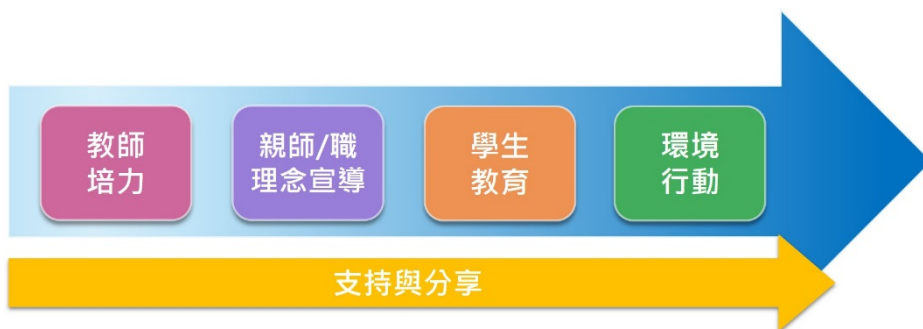 教師
培力
親師/職
理念宣導
學生
教育
環境
行動
支持與分享